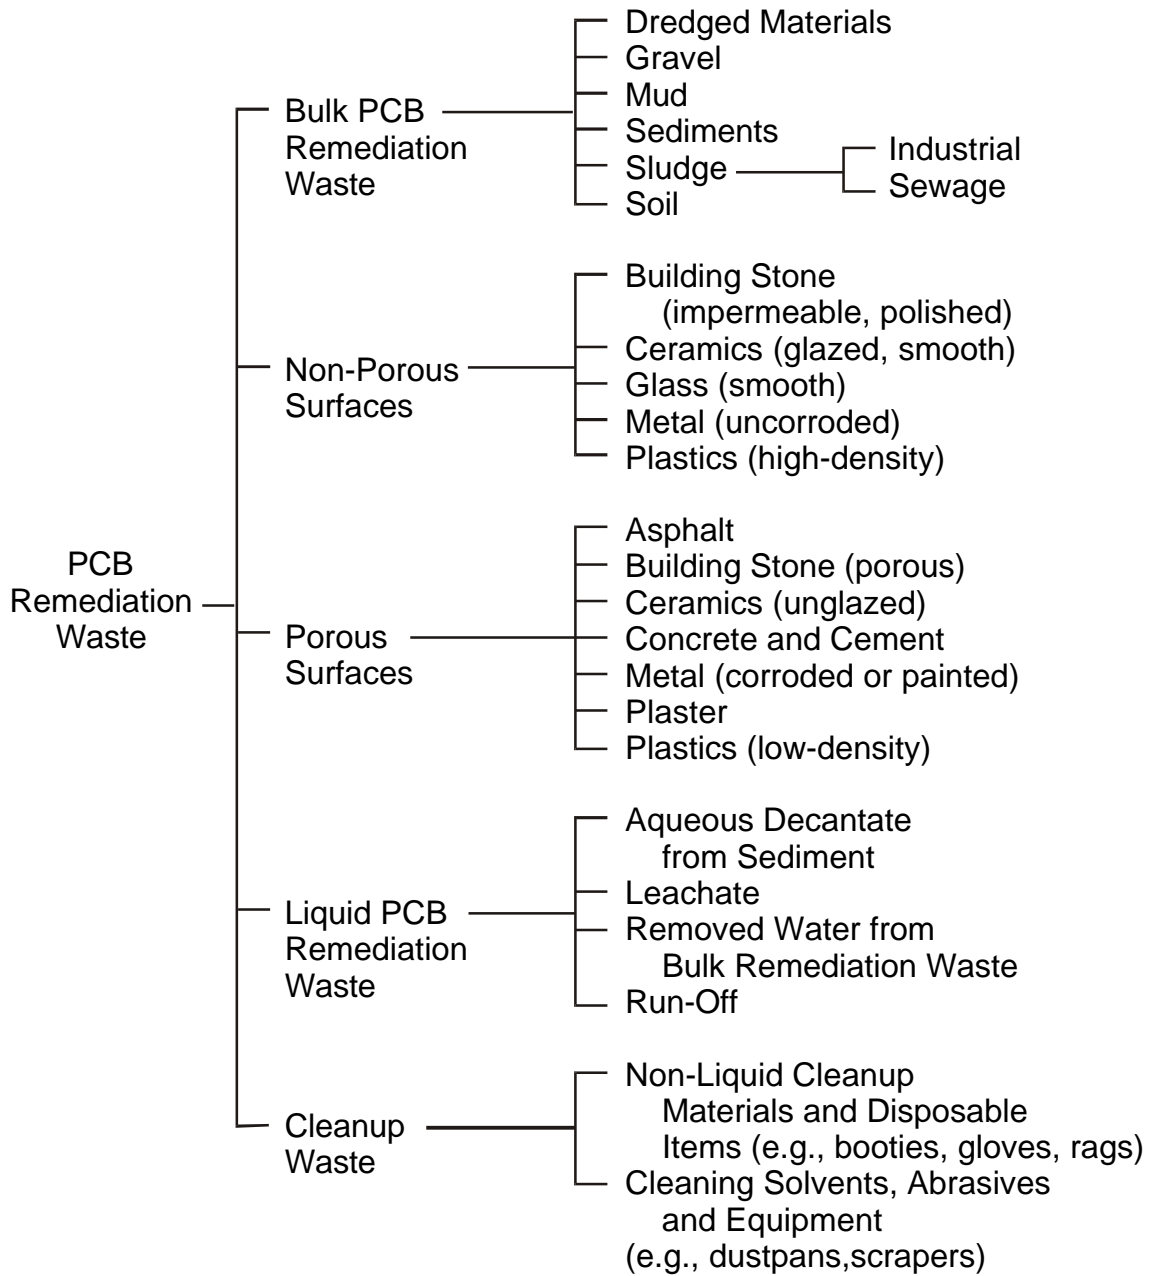 Dredged Materials
Gravel
Mud
Sediments
Sludge
Soil
Industrial
Sewage
Bulk PCB
Remediation
Waste
Building Stone
(impermeable, polished)
Ceramics (glazed, smooth)
Glass (smooth)
Metal (uncorroded)
Plastics (high-density)
Non-Porous
Surfaces
PCB
Remediation
Waste
Asphalt
Building Stone (porous)
Ceramics (unglazed)
Concrete and Cement
Metal (corroded or painted)
Plaster
Plastics (low-density)
Porous
Surfaces
Aqueous Decantate
from Sediment
Leachate
Removed Water from
Bulk Remediation Waste
Run-Off
Liquid PCB
Remediation
Waste
Non-Liquid Cleanup
Materials and Disposable
Items (e.g., booties, gloves, rags)
Cleaning Solvents, Abrasives
and Equipment
(e.g., dustpans,scrapers)
Cleanup
Waste